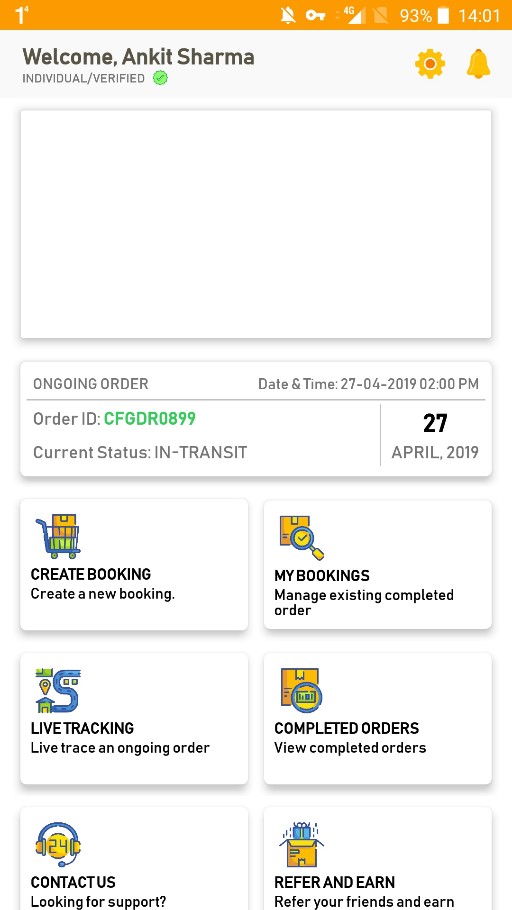 1⁴ 4G 93% 14:01
Welcome, Ankit Sharma
INDIVIDUAL/VERIFIED
ONGOING ORDER Date & Time: 27-04-2019 02:00 PM
Order ID: CFGDR0899
Current Status: IN-TRANSIT
27
APRIL, 2019
CREATE BOOKING
Create a new booking.
MY BOOKINGS
Manage existing completed
order
LIVE TRACKING
Live trace an ongoing order
COMPLETED ORDERS
View completed orders
24
CONTACT US
Looking for support?
REFER AND EARN
Refer your friends and earn